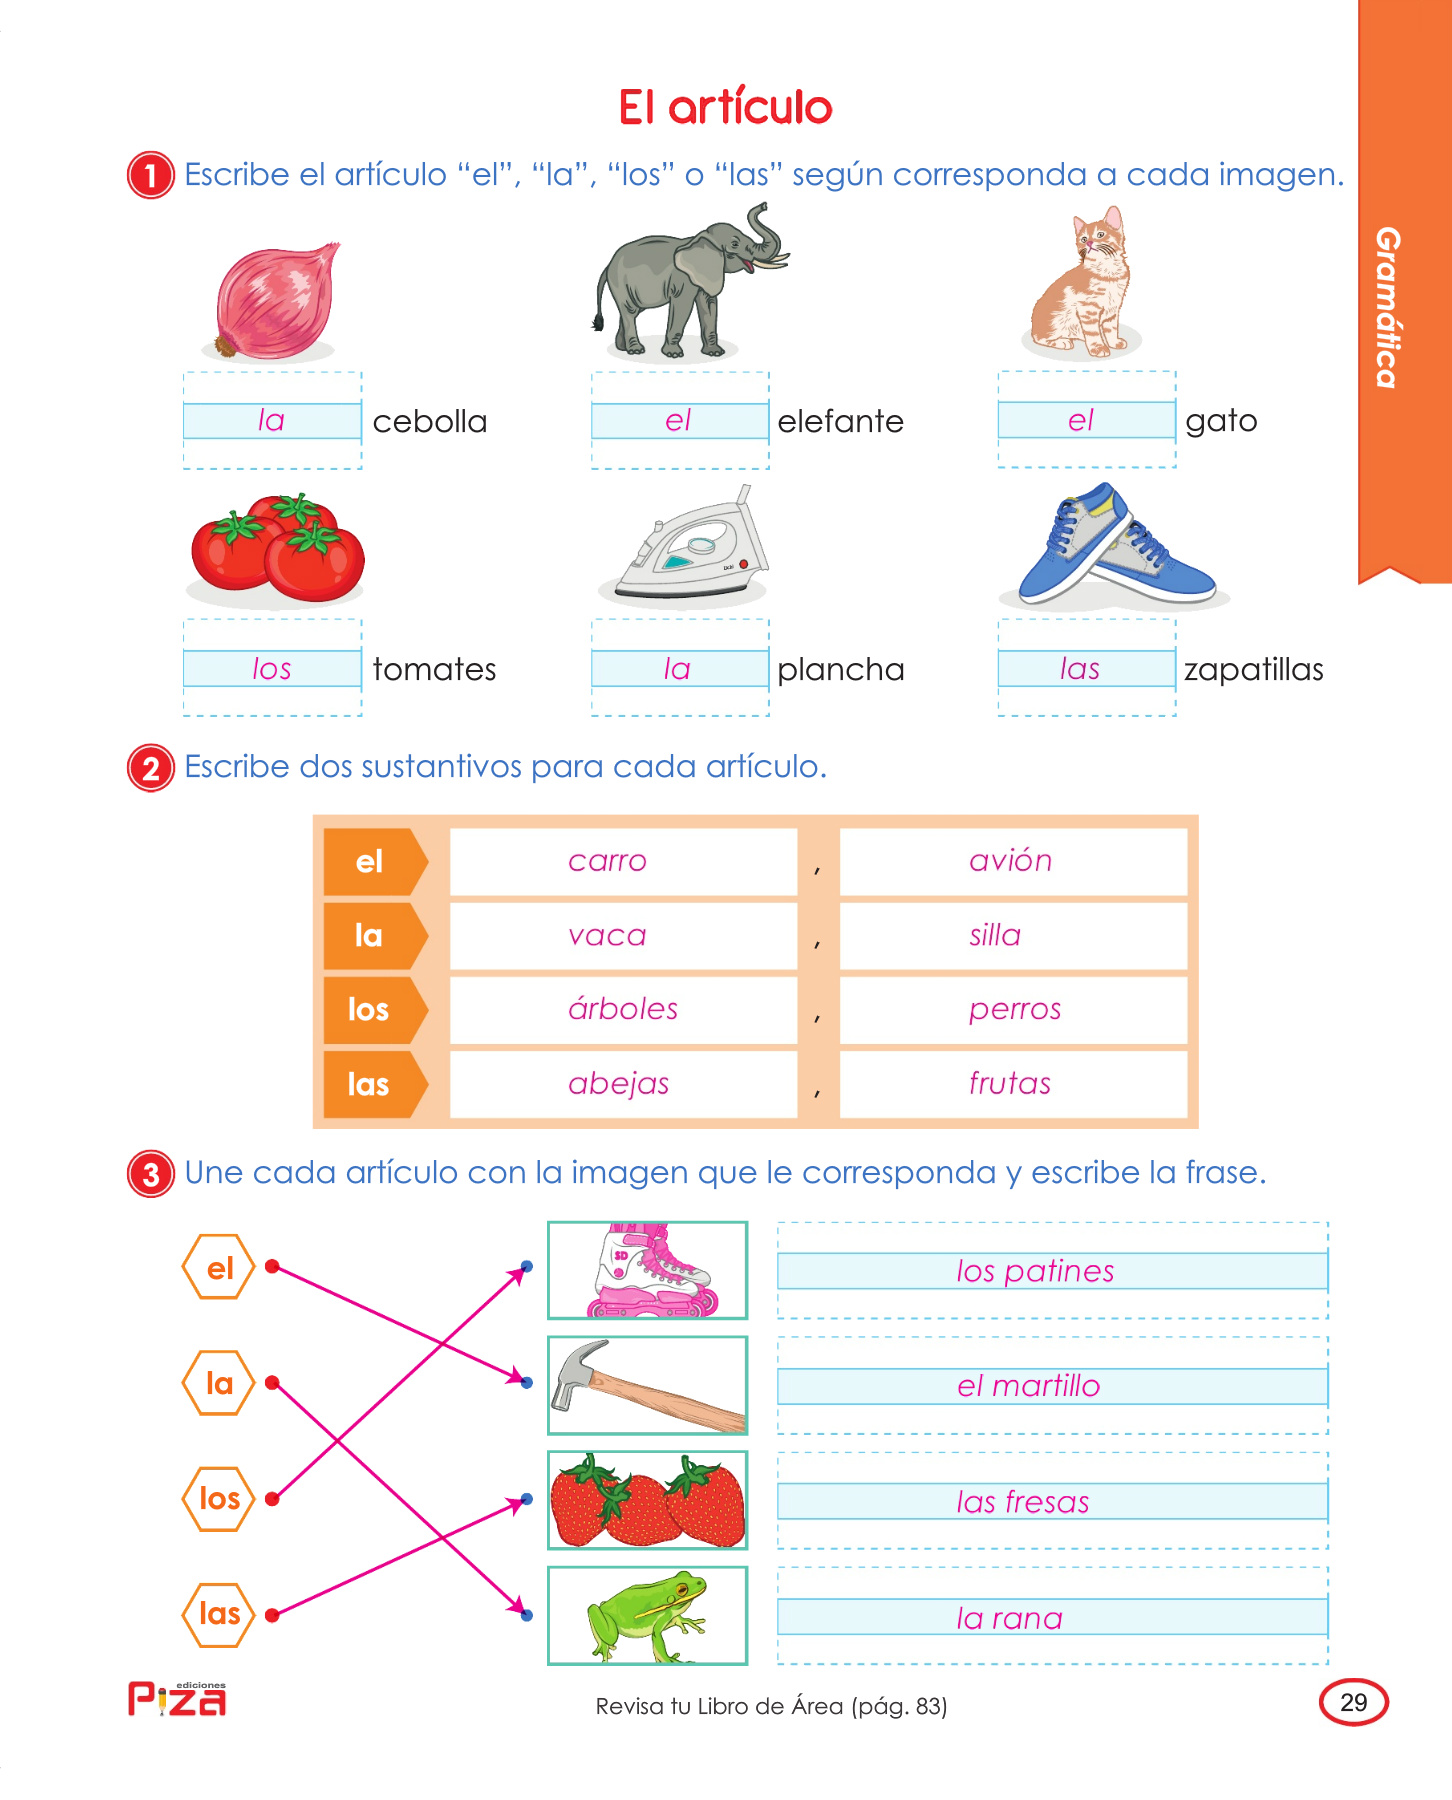 El artículo
1 Escribe el artículo “el”, “la”, “los” o “las” según corresponda a cada imagen.
Gramática
la cebolla
el elefante
el gato
los tomates
la plancha
las zapatillas
2 Escribe dos sustantivos para cada artículo.
el carro , avión
la vaca , silla
los árboles , perros
las abejas , frutas
3 Une cada artículo con la imagen que le corresponda y escribe la frase.
el
SD
los patines
la
el martillo
los
las fresas
las
la rana
ediciones
Piza
Revisa tu Libro de Área (pág. 83)
29